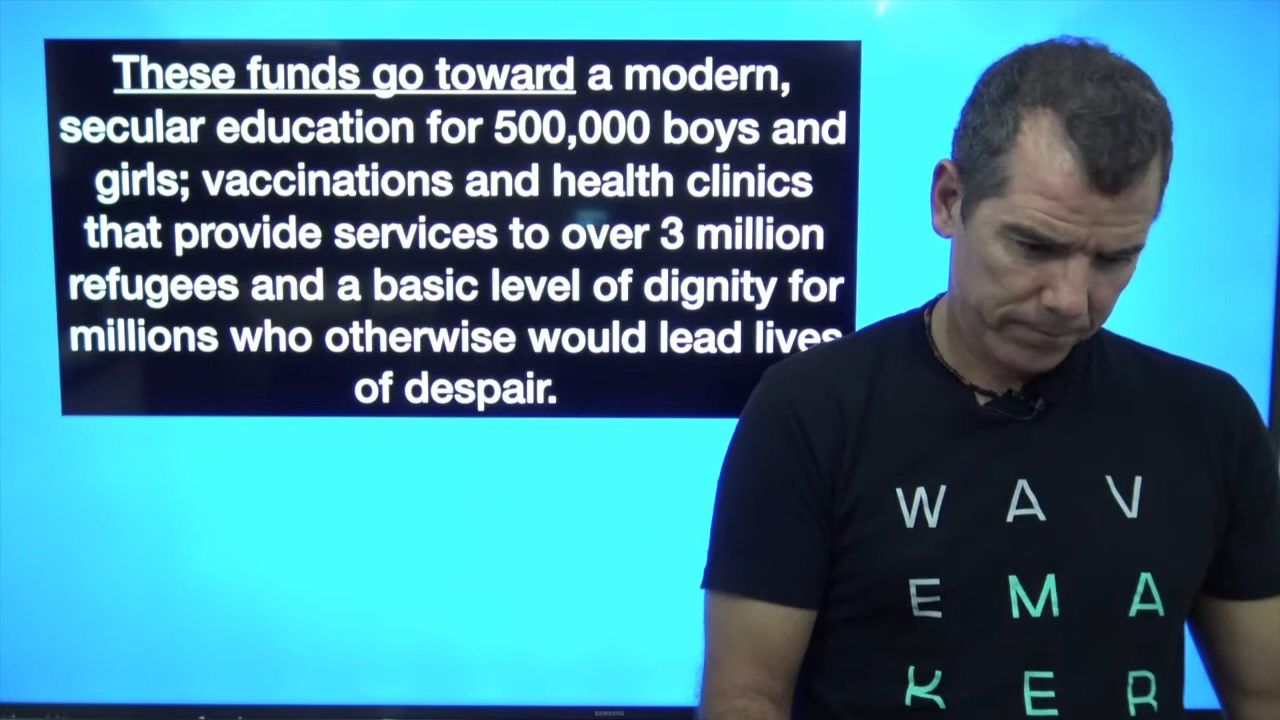 These funds go toward a modern,
secular education for 500,000 boys and
girls; vaccinations and health clinics
that provide services to over 3 million
refugees and a basic level of dignity for
millions who otherwise would lead lives
of despair.
W A V
E M A
K E R
SAMSUNG